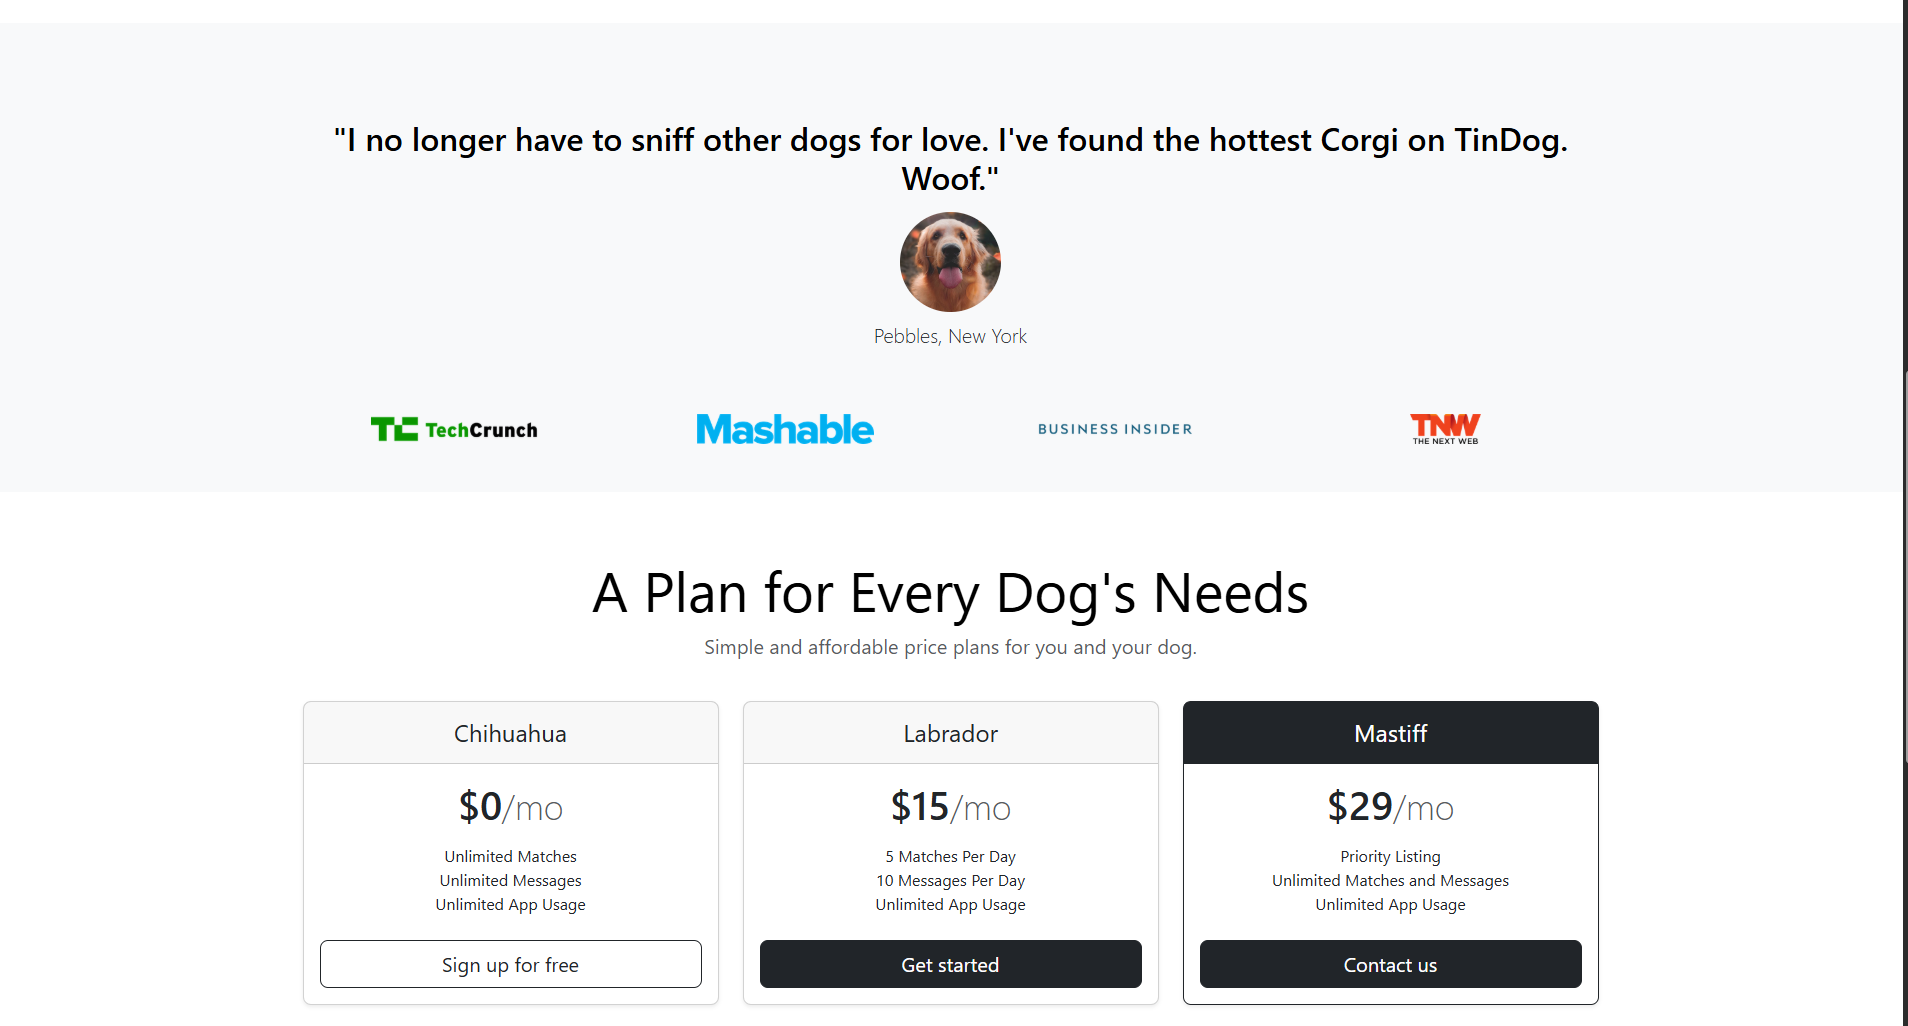 "I no longer have to sniff other dogs for love. I've found the hottest Corgi on TinDog.
Woof."
Pebbles, New York
TC TechCrunch
Mashable
BUSINESS INSIDER
TNW
THE NEXT WEB
A Plan for Every Dog's Needs
Simple and affordable price plans for you and your dog.
Chihuahua
$0/mo
Unlimited Matches
Unlimited Messages
Unlimited App Usage
Sign up for free
Labrador
$15/mo
5 Matches Per Day
10 Messages Per Day
Unlimited App Usage
Get started
Mastiff
$29/mo
Priority Listing
Unlimited Matches and Messages
Unlimited App Usage
Contact us